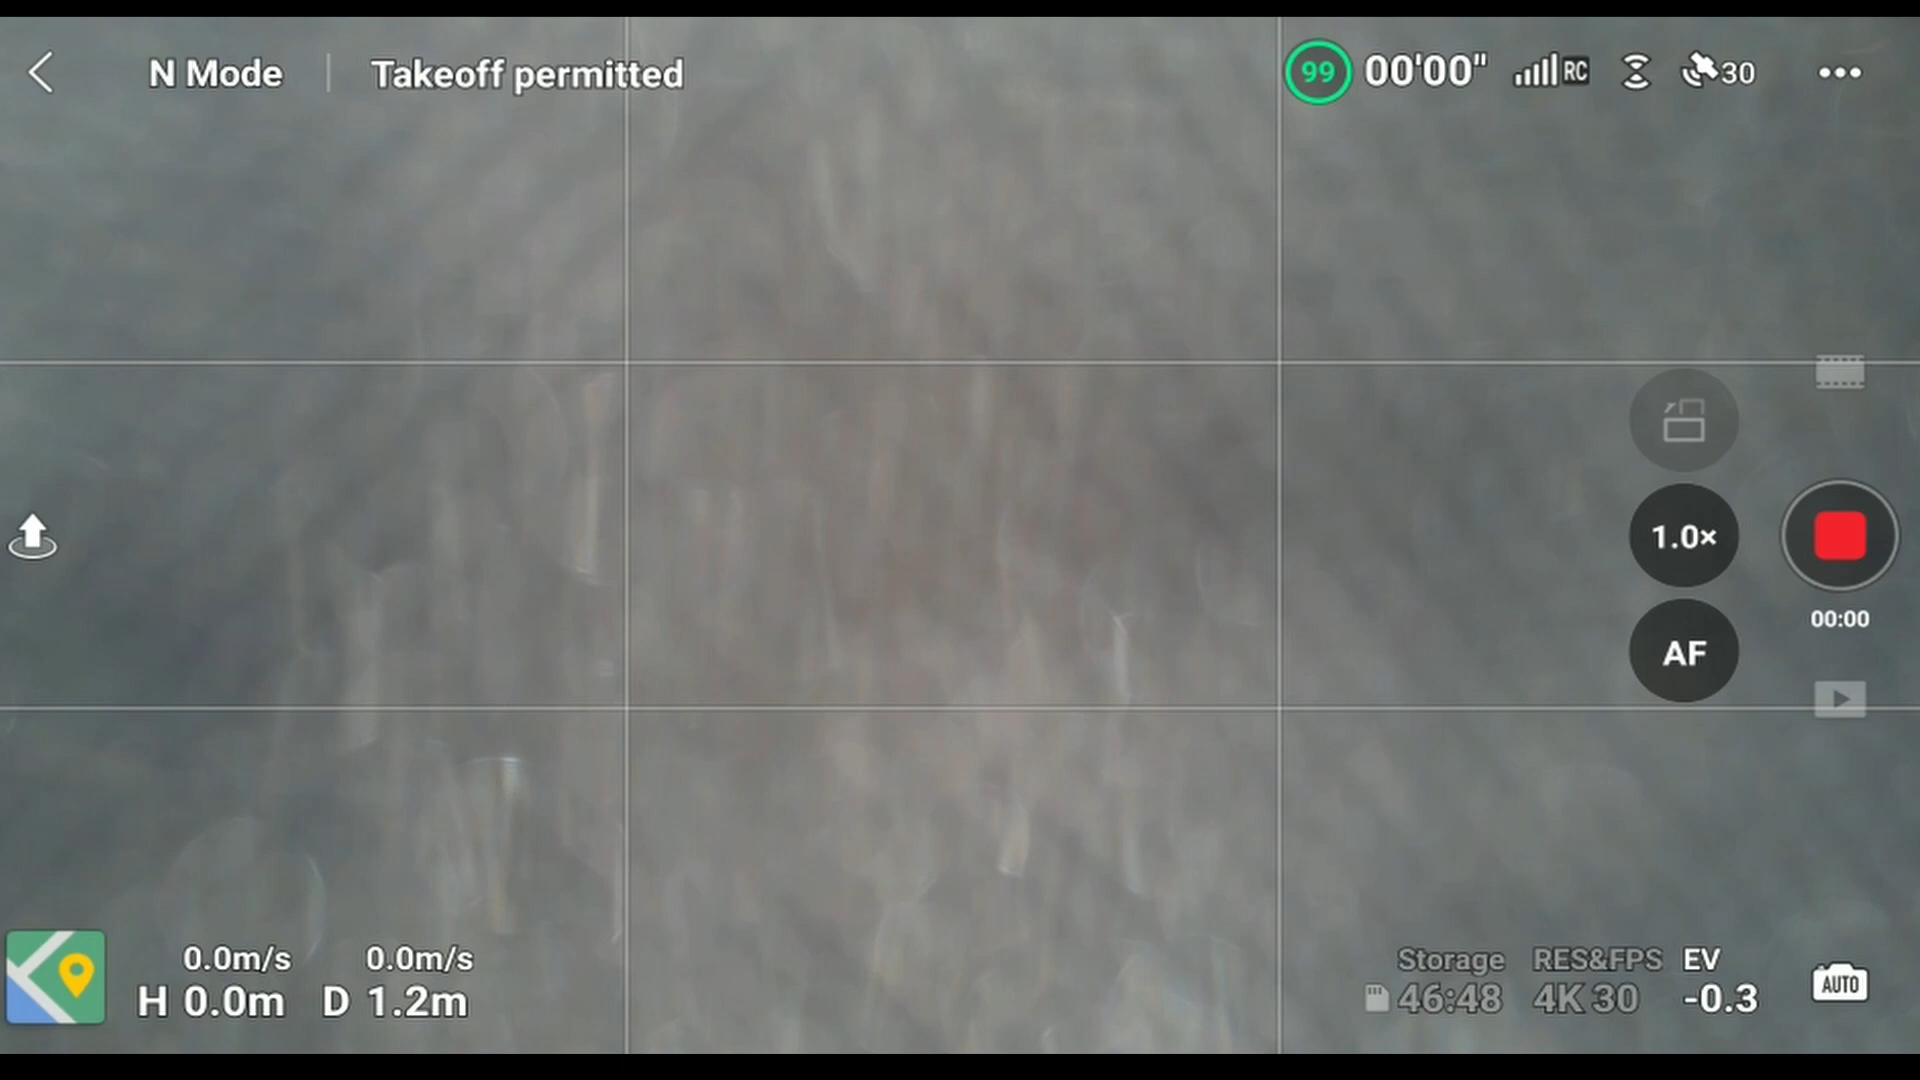 N Mode
Takeoff permitted
99
00'00"
RC
30
1.0×
00:00
AF
0.0m/s
0.0m/s
H 0.0m
D 1.2m
Storage
RES&FPS
EV
46:48
4K 30
-0.3
AUTO